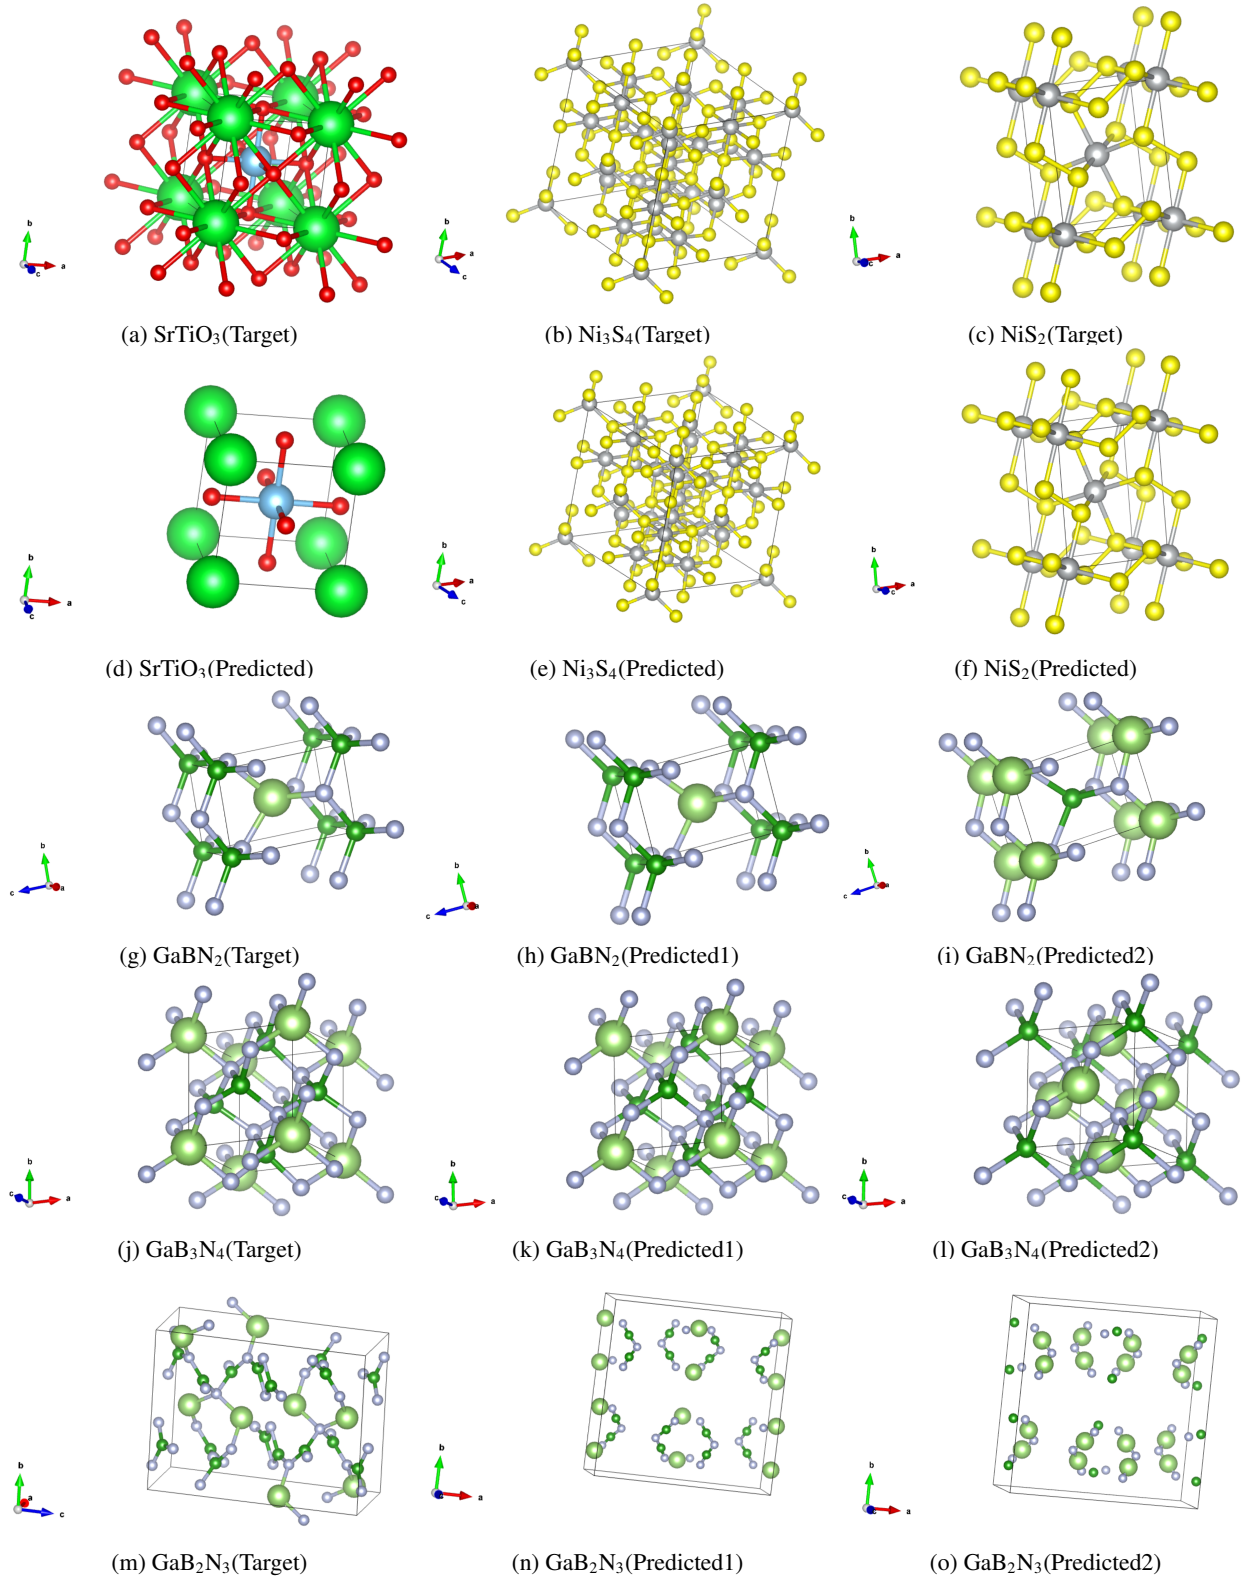 b
a
c
b
a
c
b
a
c
(a) SrTiO₃(Target)
(b) Ni₃S₄(Target)
(c) NiS₂(Target)
b
a
c
b
a
c
b
a
c
(d) SrTiO₃(Predicted)
(e) Ni₃S₄(Predicted)
(f) NiS₂(Predicted)
b
c
a
b
c
a
b
c
a
(g) GaBN₂(Target)
(h) GaBN₂(Predicted1)
(i) GaBN₂(Predicted2)
b
c
a
b
c
a
b
c
a
(j) GaB₃N₄(Target)
(k) GaB₃N₄(Predicted1)
(l) GaB₃N₄(Predicted2)
b
a
c
b
a
b
c
a
(m) GaB₂N₃(Target)
(n) GaB₂N₃(Predicted1)
(o) GaB₂N₃(Predicted2)